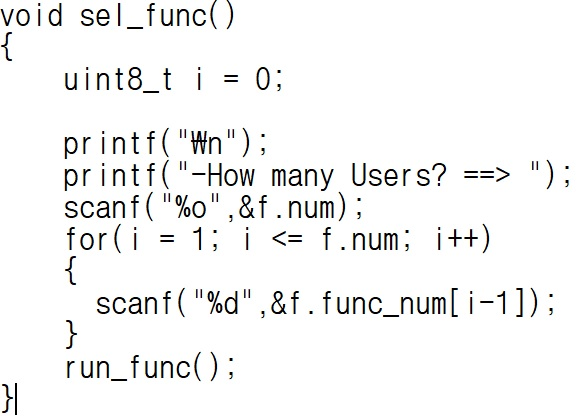 void sel_func()
{
    uint8_t i = 0;

    printf("₩n");
    printf("-How many Users? ==> ");
    scanf("%o",&f.num);
    for(i = 1; i <= f.num; i++)
    {
      scanf("%d",&f.func_num[i-1]);
    }
    run_func();
}